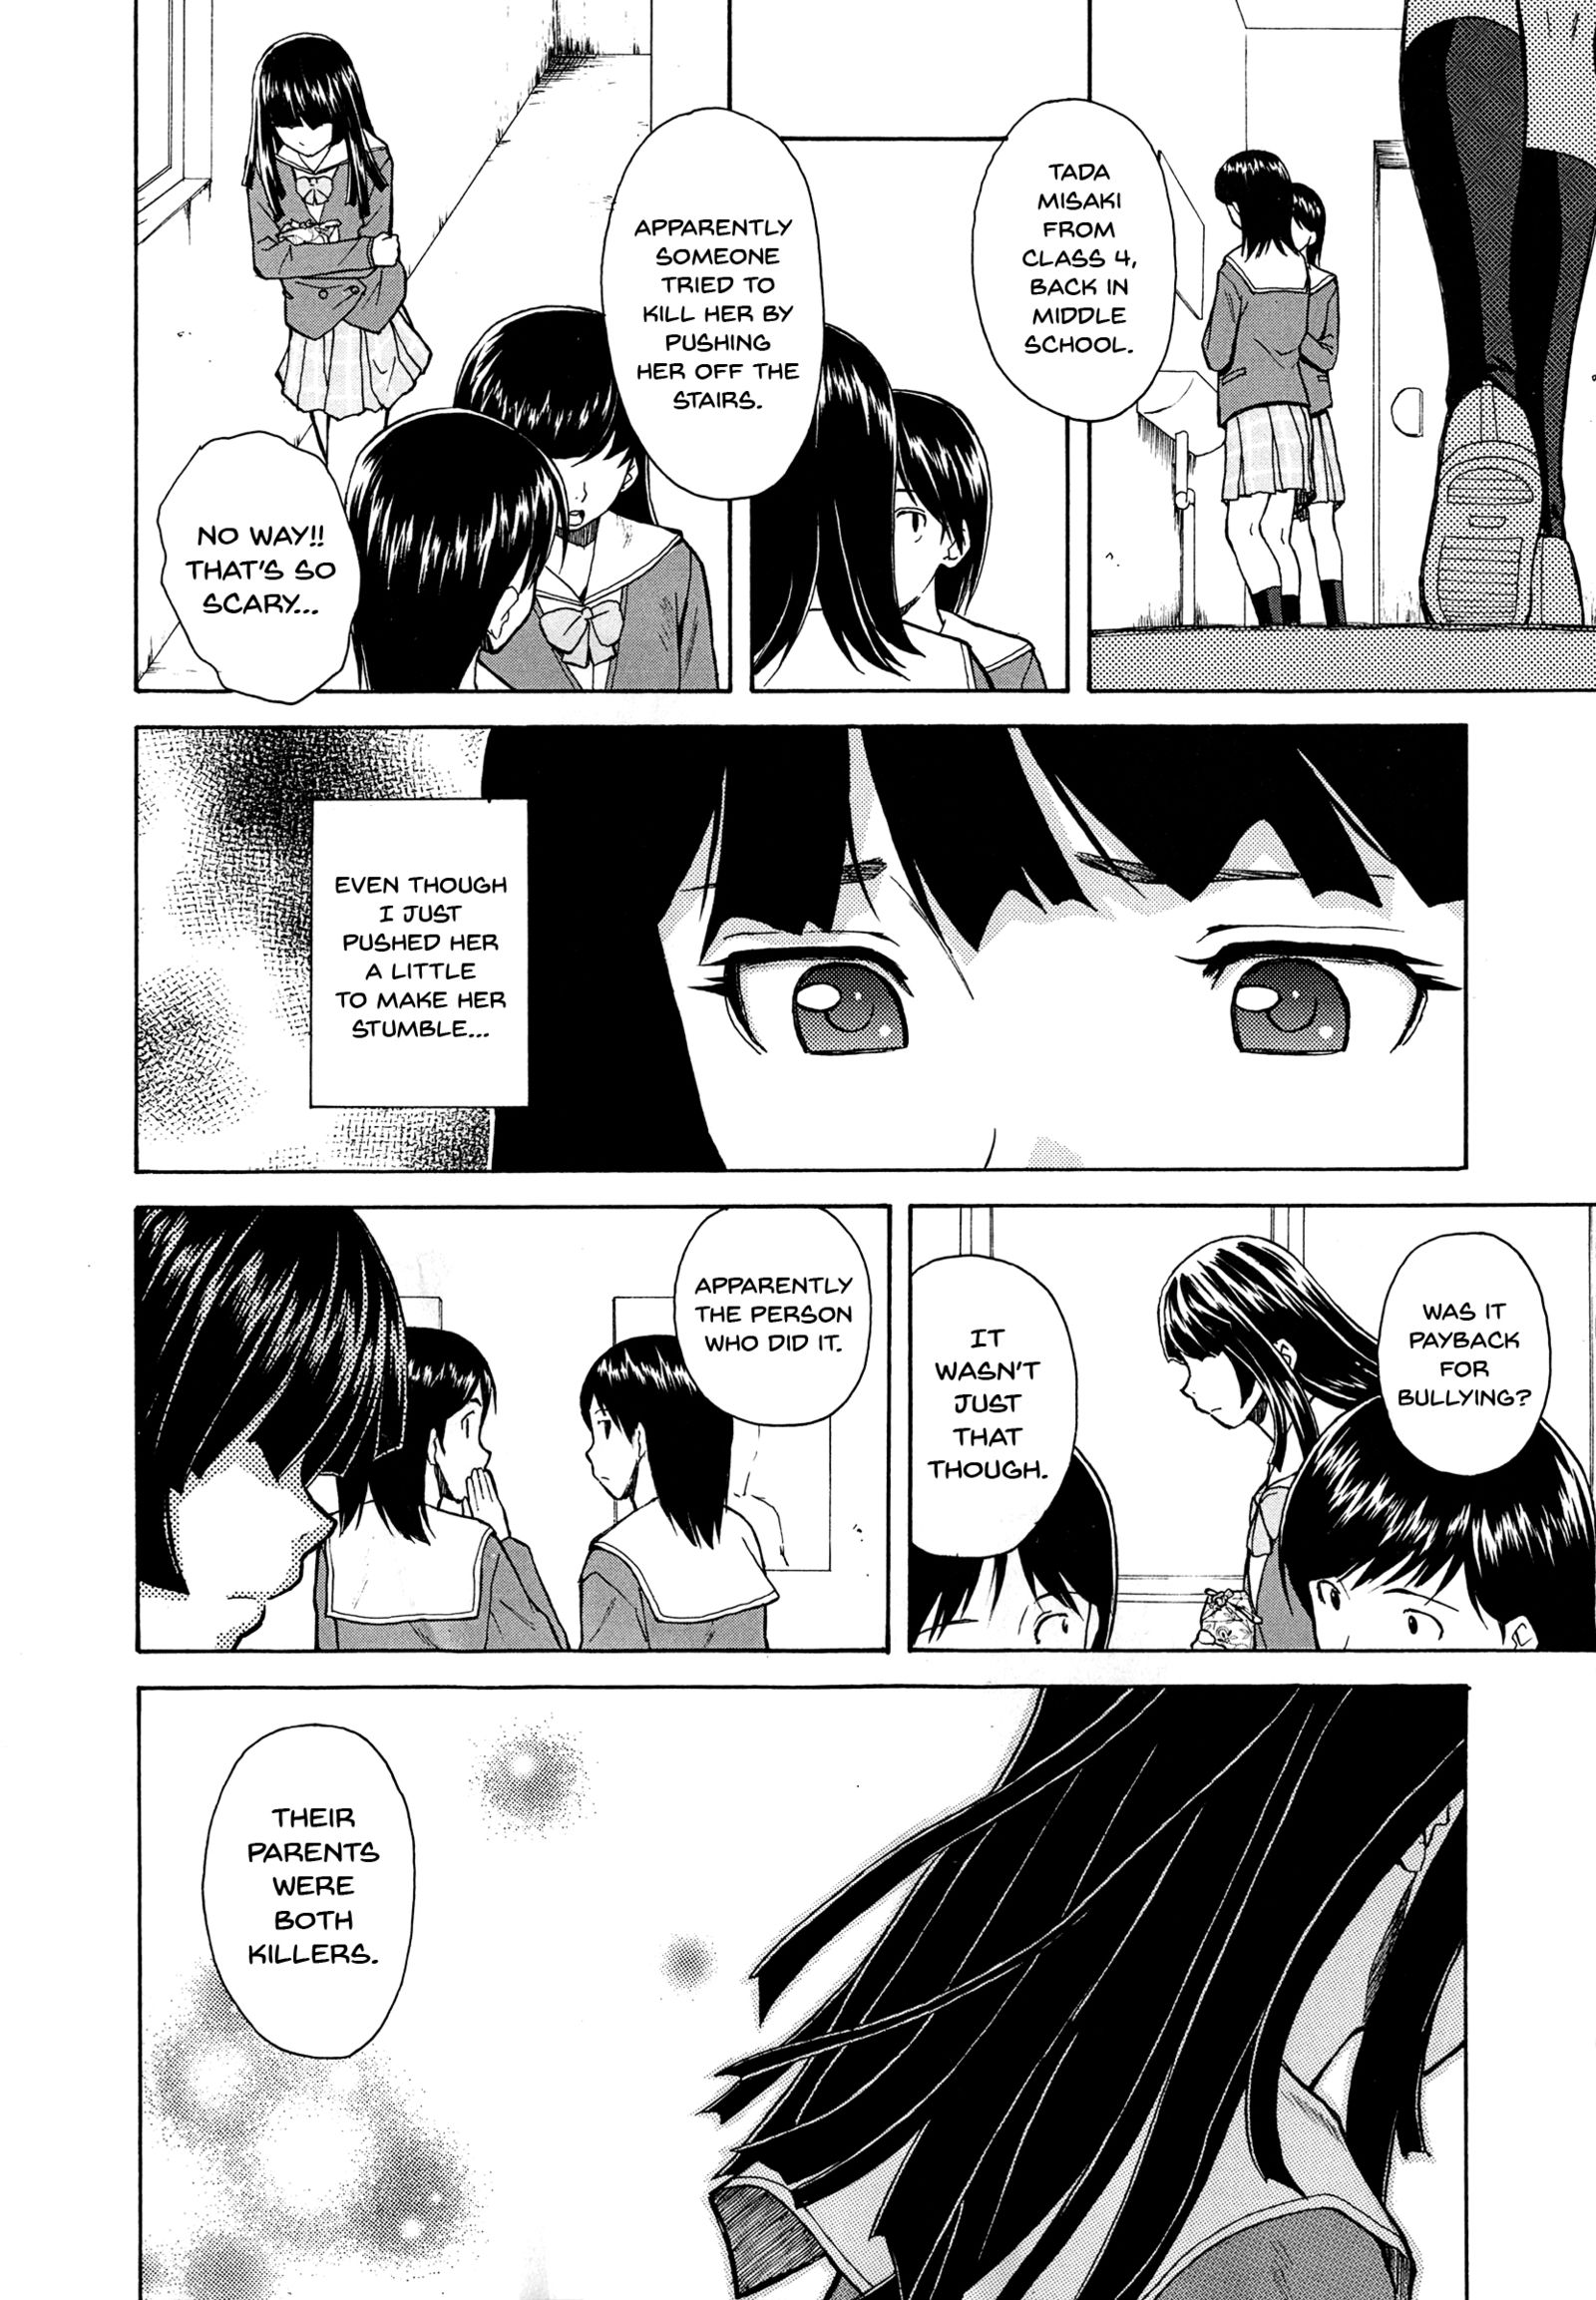 TADA
MISAKI
FROM
CLASS 4,
BACK IN
MIDDLE
SCHOOL.
APPARENTLY
SOMEONE
TRIED TO
KILL HER BY
PUSHING
HER OFF THE
STAIRS.
NO WAY!!
THAT'S SO
SCARY...
EVEN THOUGH
I JUST
PUSHED HER
A LITTLE
TO MAKE HER
STUMBLE...
WAS IT
PAYBACK
FOR
BULLYING?
IT
WASN'T
JUST
THAT
THOUGH.
APPARENTLY
THE PERSON
WHO DID IT.
THEIR
PARENTS
WERE
BOTH
KILLERS.